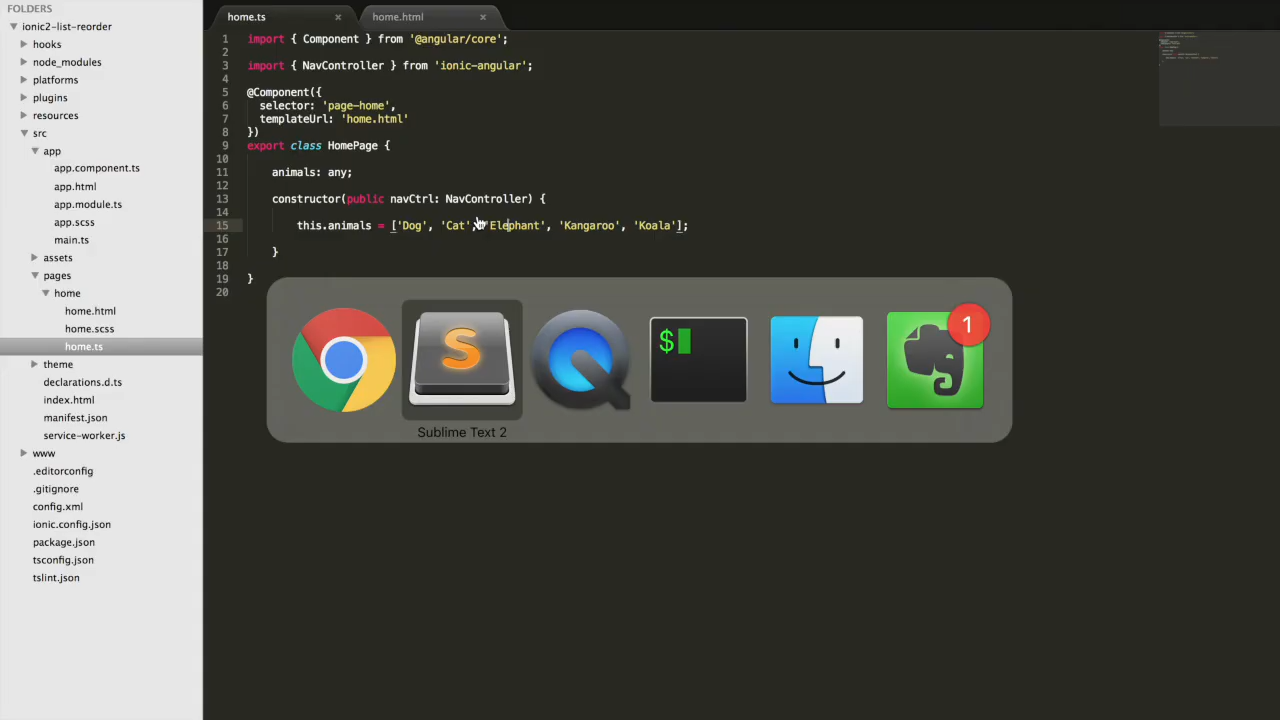 FOLDERS
ionic2-list-reorder
hooks
node_modules
platforms
plugins
resources
src
app
app.component.ts
app.html
app.module.ts
app.scss
main.ts
assets
pages
home
home.html
home.scss
home.ts
theme
declarations.d.ts
index.html
manifest.json
service-worker.js
www
.editorconfig
.gitignore
config.xml
ionic.config.json
package.json
tsconfig.json
tslint.json
home.ts ×
home.html ×
1 import { Component } from '@angular/core';
2
3 import { NavController } from 'ionic-angular';
4
5 @Component({
6 selector: 'page-home',
7 templateUrl: 'home.html'
8 })
9 export class HomePage {
10
11 animals: any;
12
13 constructor(public navCtrl: NavController) {
14
15 this.animals = ['Dog', 'Cat', 'Elephant', 'Kangaroo', 'Koala'];
16
17 }
18
19 }
20
S
$
1
Sublime Text 2